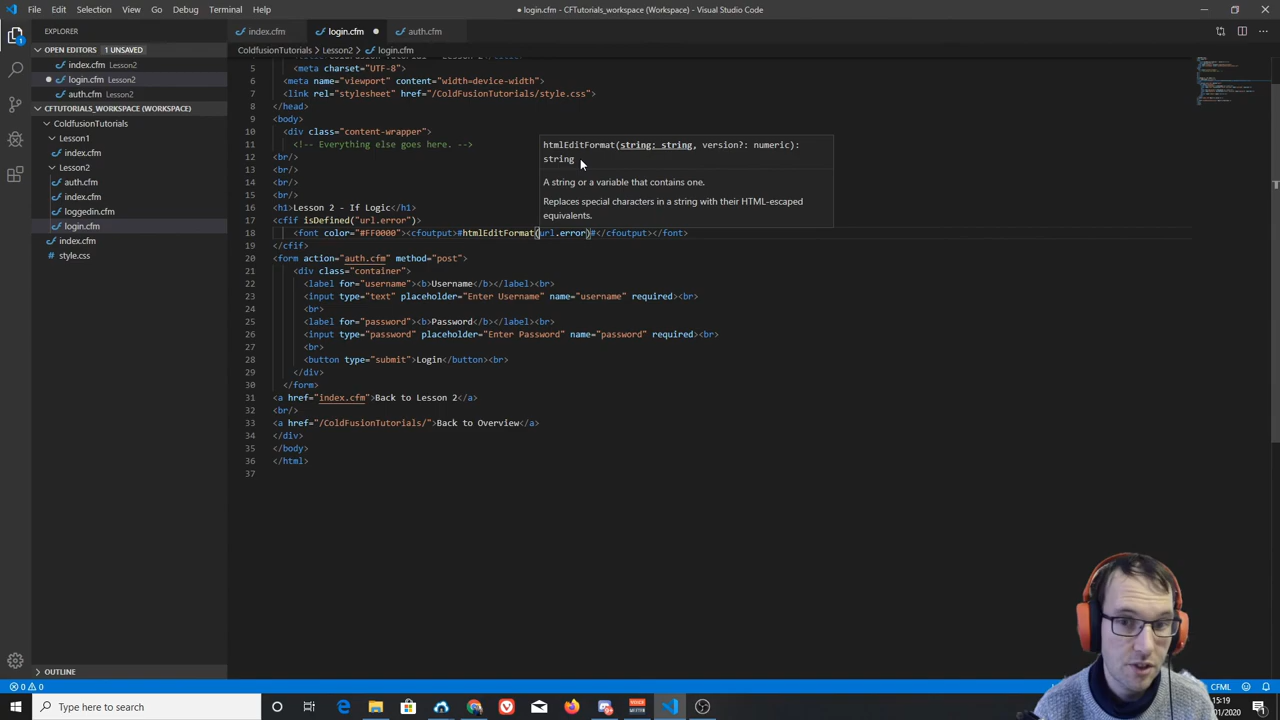 File Edit Selection View Go Debug Terminal Help
● login.cfm - CFTutorials_workspace (Workspace) - Visual Studio Code
EXPLORER
index.cfm
login.cfm
auth.cfm
OPEN EDITORS 1 UNSAVED
index.cfm Lesson2
login.cfm Lesson2
auth.cfm Lesson2
CFTUTORIALS_WORKSPACE (WORKSPACE)
ColdfusionTutorials
Lesson1
index.cfm
Lesson2
auth.cfm
index.cfm
loggedin.cfm
login.cfm
index.cfm
style.css
OUTLINE
ColdfusionTutorials > Lesson2 > login.cfm
5 <meta charset="UTF-8">
6 <meta name="viewport" content="width=device-width">
7 <link rel="stylesheet" href="/ColdFusionTutorials/style.css">
8 </head>
9 <body>
10 <div class="content-wrapper">
11 <!-- Everything else goes here. -->
12 <br/>
13 <br/>
14 <br/>
15 <br/>
16 <h1>Lesson 2 - If Logic</h1>
17 <cfif isDefined("url.error")>
18 <font color="#FF0000"><cfoutput>#htmlEditFormat(url.error)#</cfoutput></font>
19 </cfif>
20 <form action="auth.cfm" method="post">
21 <div class="container">
22 <label for="username"><b>Username</b></label><br>
23 <input type="text" placeholder="Enter Username" name="username" required><br>
24 <br>
25 <label for="password"><b>Password</b></label><br>
26 <input type="password" placeholder="Enter Password" name="password" required><br>
27 <br>
28 <button type="submit">Login</button><br>
29 </div>
30 </form>
31 <a href="index.cfm">Back to Lesson 2</a>
32 <br/>
33 <a href="/ColdFusionTutorials/">Back to Overview</a>
34 </div>
35 </body>
36 </html>
37
htmlEditFormat(string: string, version?: numeric):
string
A string or a variable that contains one.
Replaces special characters in a string with their HTML-escaped
equivalents.
0 0
CFML
Type here to search
15:19
/01/2020